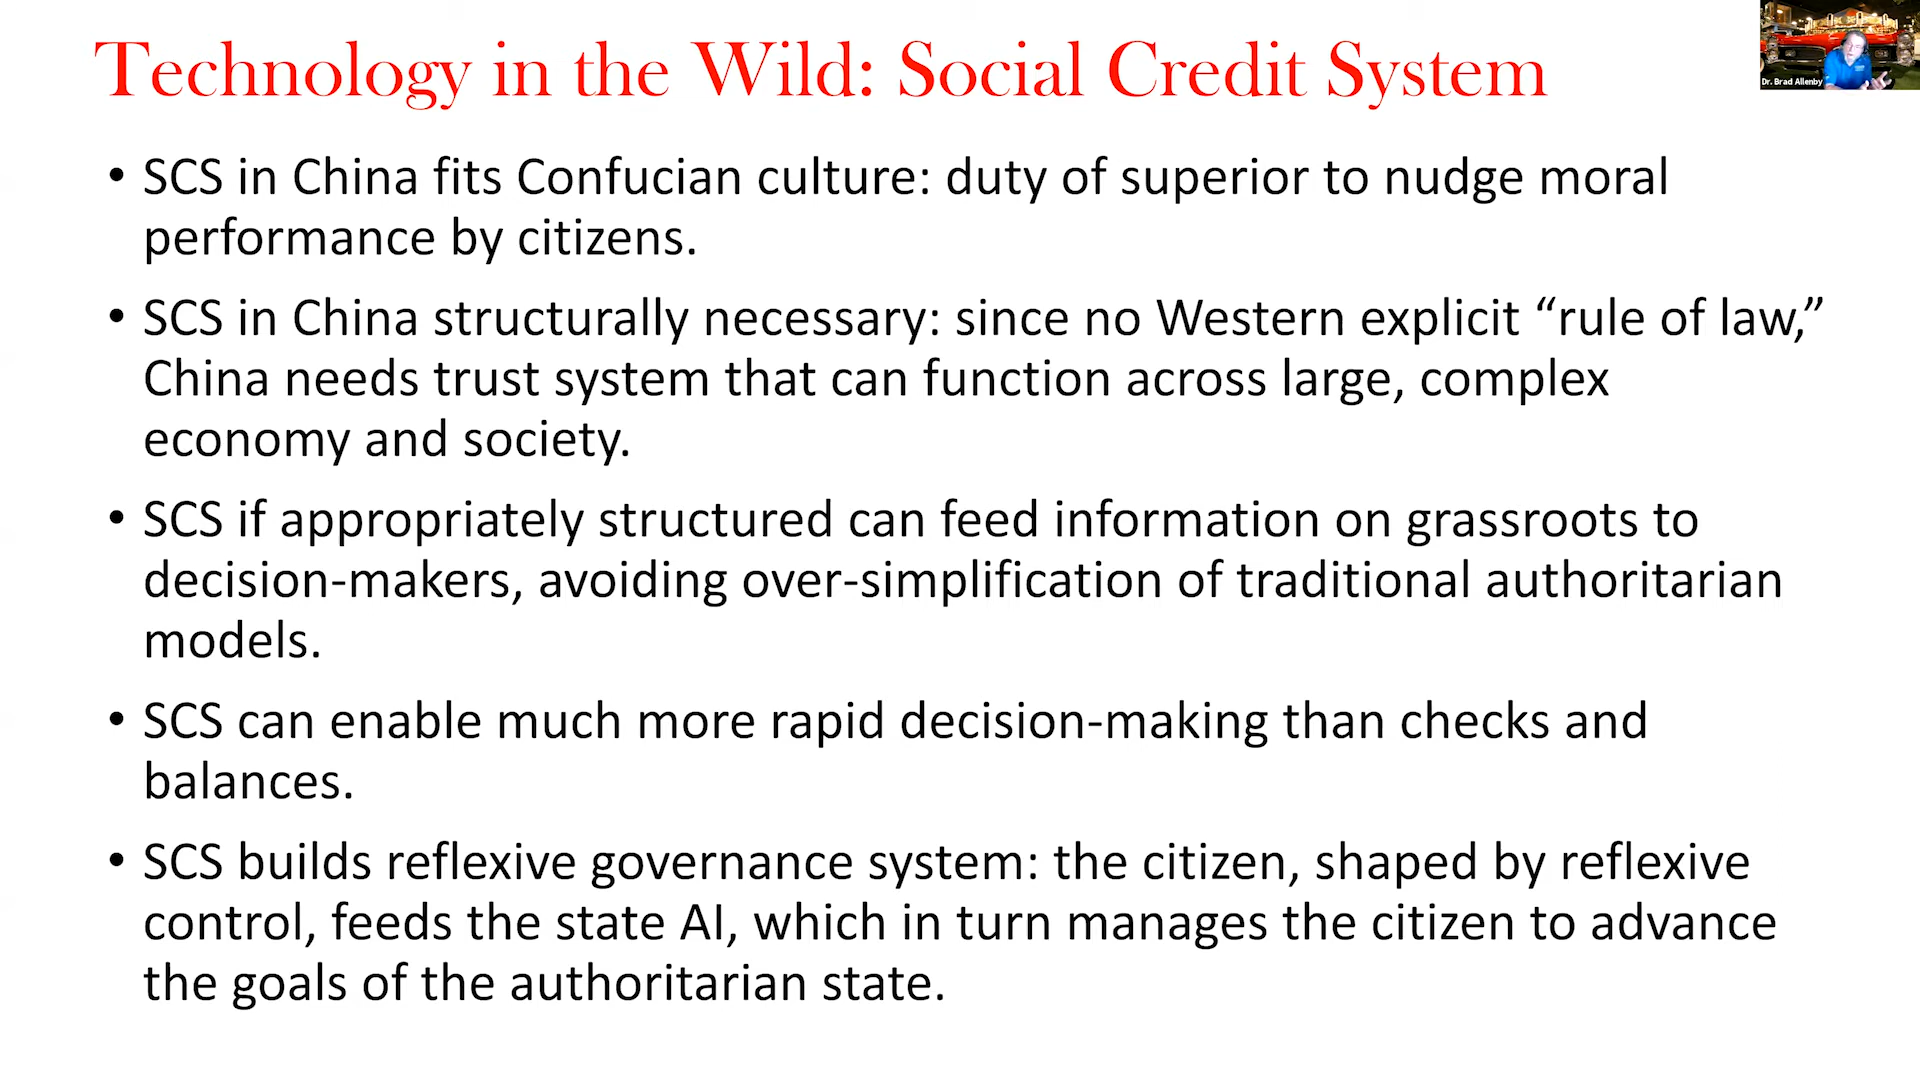 Technology in the Wild: Social Credit System
Dr. Brad Allenby
• SCS in China fits Confucian culture: duty of superior to nudge moral
performance by citizens.
• SCS in China structurally necessary: since no Western explicit “rule of law,”
China needs trust system that can function across large, complex
economy and society.
• SCS if appropriately structured can feed information on grassroots to
decision-makers, avoiding over-simplification of traditional authoritarian
models.
• SCS can enable much more rapid decision-making than checks and
balances.
• SCS builds reflexive governance system: the citizen, shaped by reflexive
control, feeds the state AI, which in turn manages the citizen to advance
the goals of the authoritarian state.